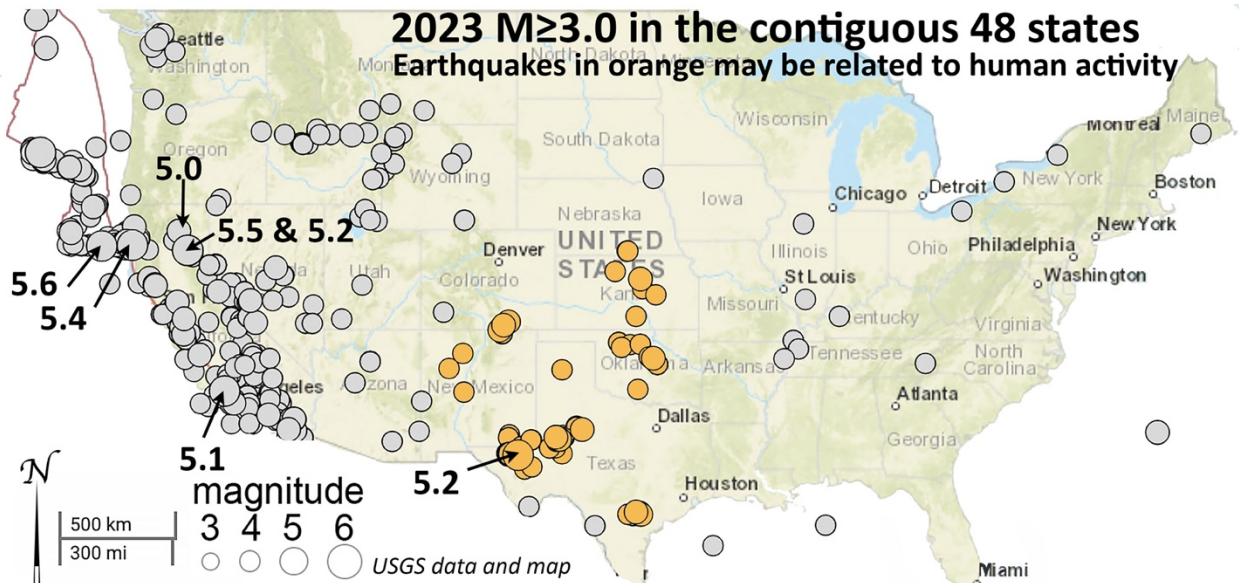 2023 M≥3.0 in the contiguous 48 states
Earthquakes in orange may be related to human activity
eattle
Washington
North Dakota
Wisconsin
Montreal
Maine
Oregon
South Dakota
5.0
Wyoming
Iowa
Chicago
Detroit
New York
Boston
Nebraska
5.5 & 5.2
UNITED
Denver
Illinois
Ohio
New York
Philadelphia
5.6
Utah
Colorado
St Louis
Washington
5.4
Missouri
entucky
Virginia
Oklahoma
Arkansas
Tennessee
North
Carolina
geles
Arizona
New Mexico
Atlanta
Dallas
Georgia
5.1
5.2
Texas
N
magnitude
Houston
500 km
300 mi
3 4 5 6
USGS data and map
Miami